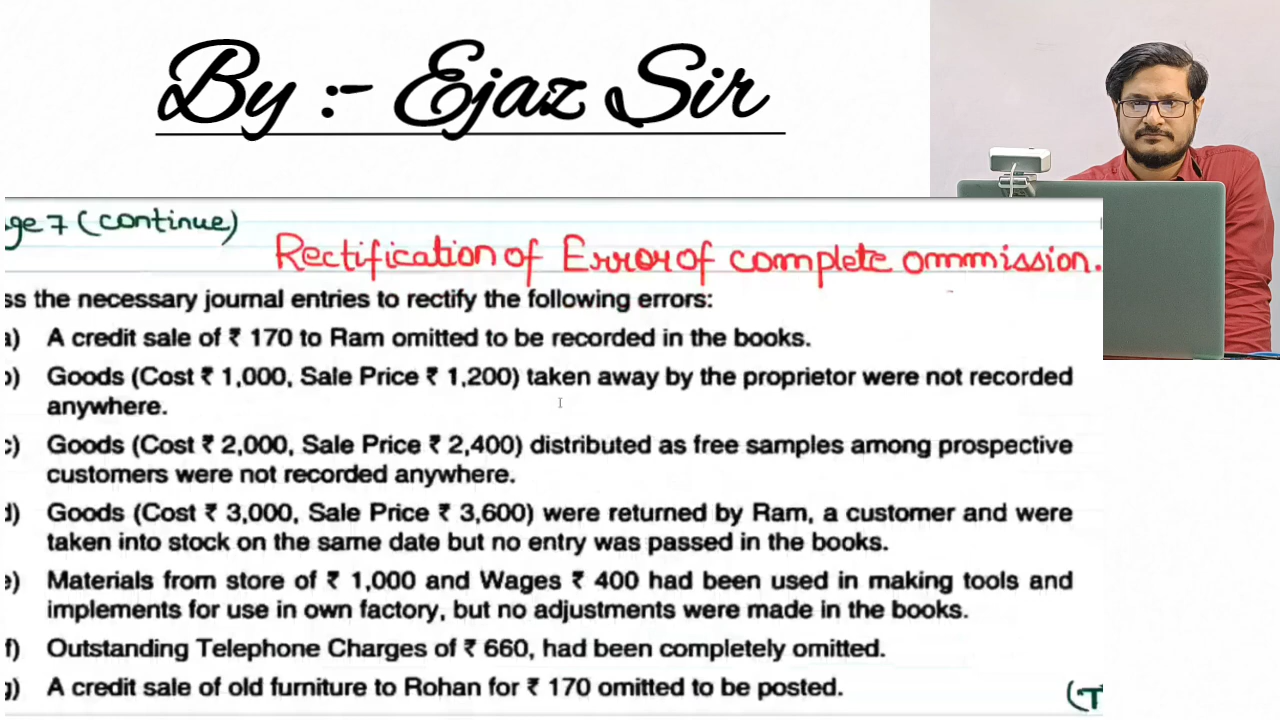 By :- Ejaz Sir
ge 7 (continue)
Rectification of Error of complete ommission.
ss the necessary journal entries to rectify the following errors:
) A credit sale of ₹ 170 to Ram omitted to be recorded in the books.
) Goods (Cost ₹ 1,000, Sale Price ₹ 1,200) taken away by the proprietor were not recorded
anywhere.
) Goods (Cost ₹ 2,000, Sale Price ₹ 2,400) distributed as free samples among prospective
customers were not recorded anywhere.
) Goods (Cost ₹ 3,000, Sale Price ₹ 3,600) were returned by Ram, a customer and were
taken into stock on the same date but no entry was passed in the books.
e) Materials from store of ₹ 1,000 and Wages ₹ 400 had been used in making tools and
implements for use in own factory, but no adjustments were made in the books.
f) Outstanding Telephone Charges of ₹ 660, had been completely omitted.
g) A credit sale of old furniture to Rohan for ₹ 170 omitted to be posted.
(T